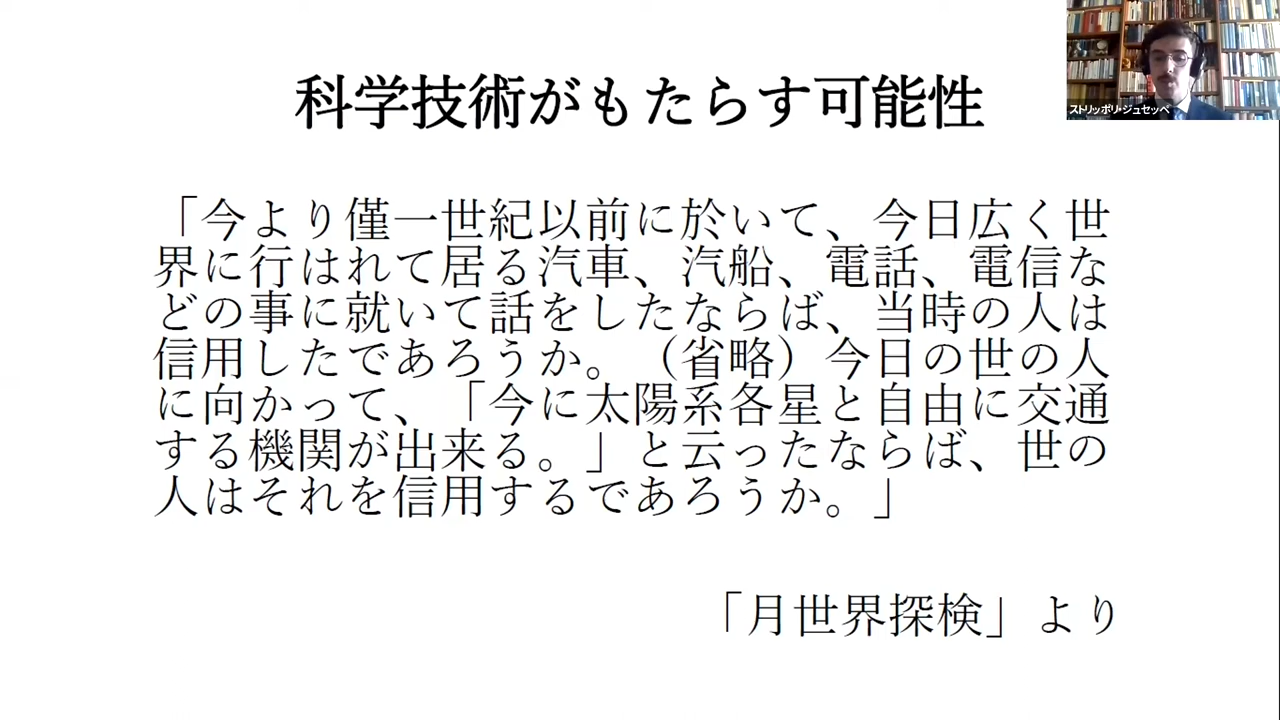 科学技術がもたらす可能性
ストリッポリ・ジュセッペ
「今より僅一世紀以前に於いて、今日広く世
界に行はれて居る汽車、汽船、電話、電信な
どの事に就いて話をしたならば、当時の人は
信用したであろうか。（省略）今日の世の人
に向かって、「今に太陽系各星と自由に交通
する機関が出来る。」と云ったならば、世の
人はそれを信用するであろうか。」
「月世界探検」より